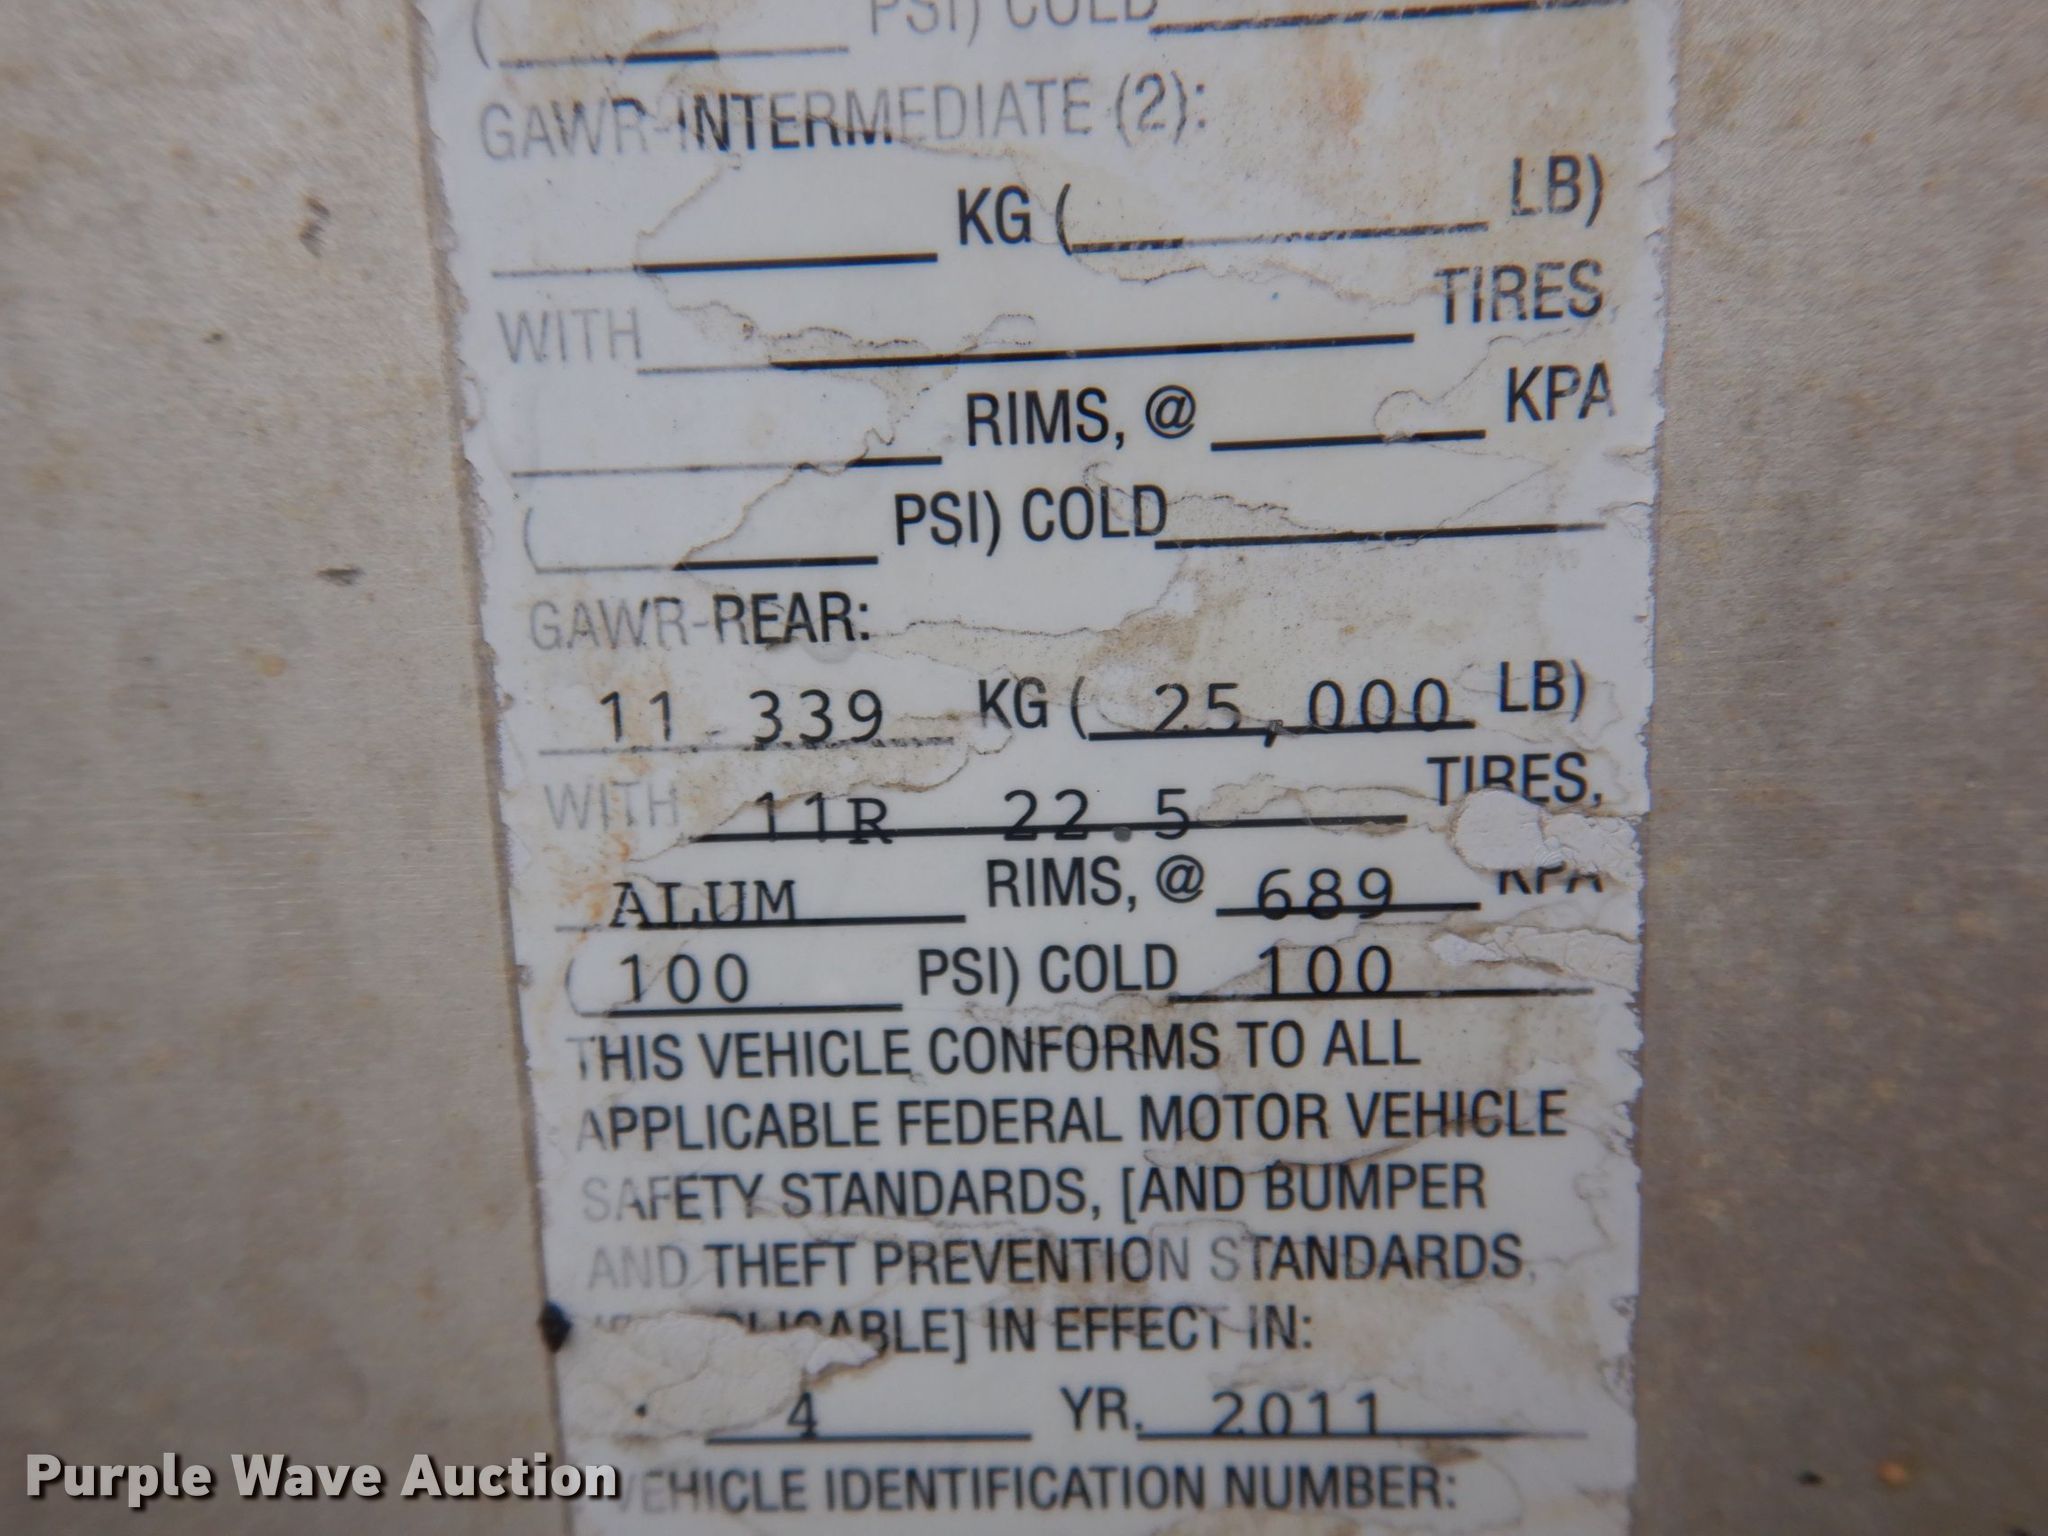 ( PSI) COLD
GAWR-INTERMEDIATE (2):
KG ( LB)
WITH TIRES,
RIMS, @ KPA
( PSI) COLD
GAWR-REAR:
11 339 KG ( 25,000 LB)
WITH 11R 22.5 TIRES,
ALUM RIMS, @ 689 KPA
( 100 PSI) COLD 100
THIS VEHICLE CONFORMS TO ALL
APPLICABLE FEDERAL MOTOR VEHICLE
SAFETY STANDARDS, [AND BUMPER
AND THEFT PREVENTION STANDARDS,
IF APPLICABLE] IN EFFECT IN:
4 YR. 2011
VEHICLE IDENTIFICATION NUMBER:
Purple Wave Auction